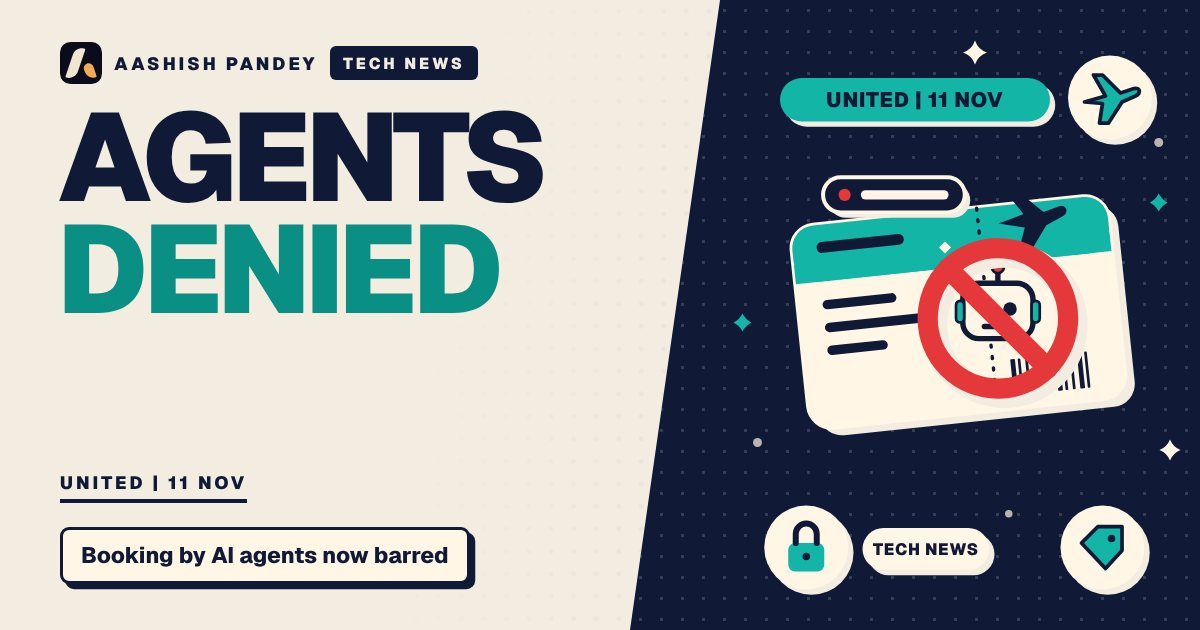 AASHISH PANDEY
TECH NEWS
AGENTS
DENIED
UNITED | 11 NOV
Booking by AI agents now barred
UNITED | 11 NOV
TECH NEWS